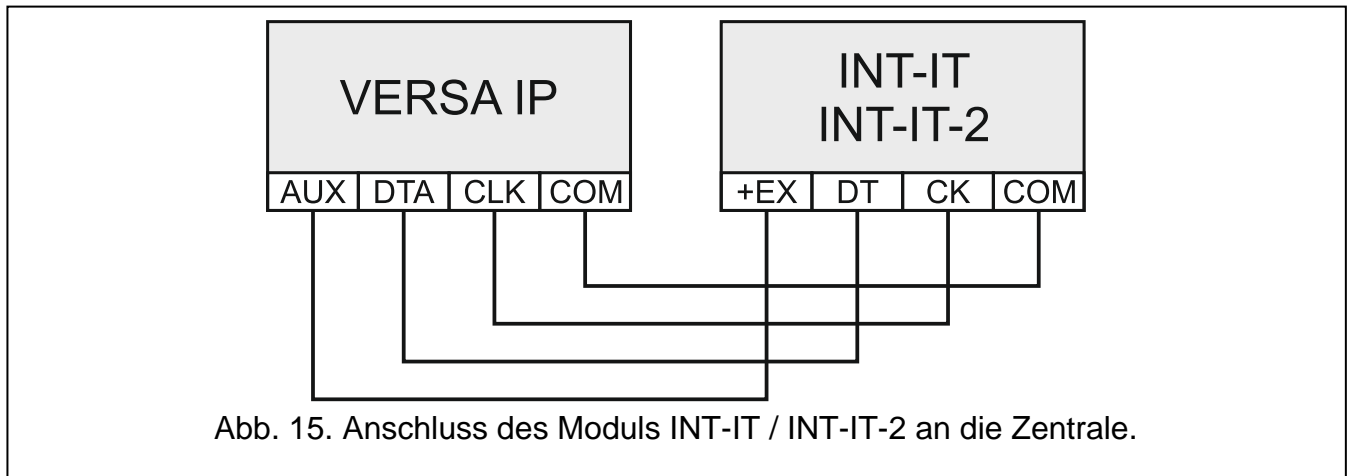 VERSA IP
INT-IT
INT-IT-2
AUX DTA CLK COM
+EX DT CK COM
Abb. 15. Anschluss des Moduls INT-IT / INT-IT-2 an die Zentrale.